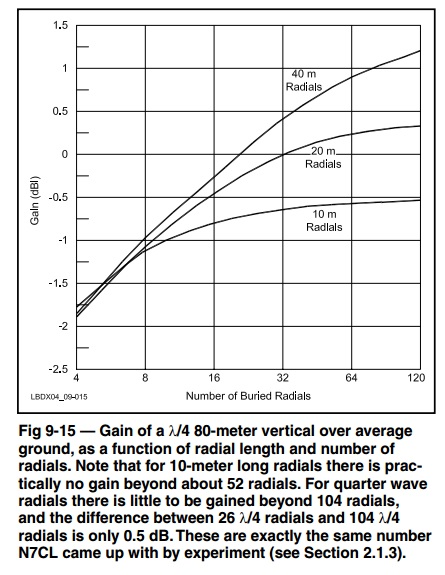 1.5
1
0.5
0
-0.5
-1
-1.5
-2
-2.5
Gain (dBi)
40 m
Radials
20 m
Radials
10 m
Radials
4
8
16
32
64
120
LBDX04_09-015
Number of Buried Radials
Fig 9-15 — Gain of a λ/4 80-meter vertical over average
ground, as a function of radial length and number of
radials. Note that for 10-meter long radials there is prac-
tically no gain beyond about 52 radials. For quarter wave
radials there is little to be gained beyond 104 radials,
and the difference between 26 λ/4 radials and 104 λ/4
radials is only 0.5 dB. These are exactly the same number
N7CL came up with by experiment (see Section 2.1.3).